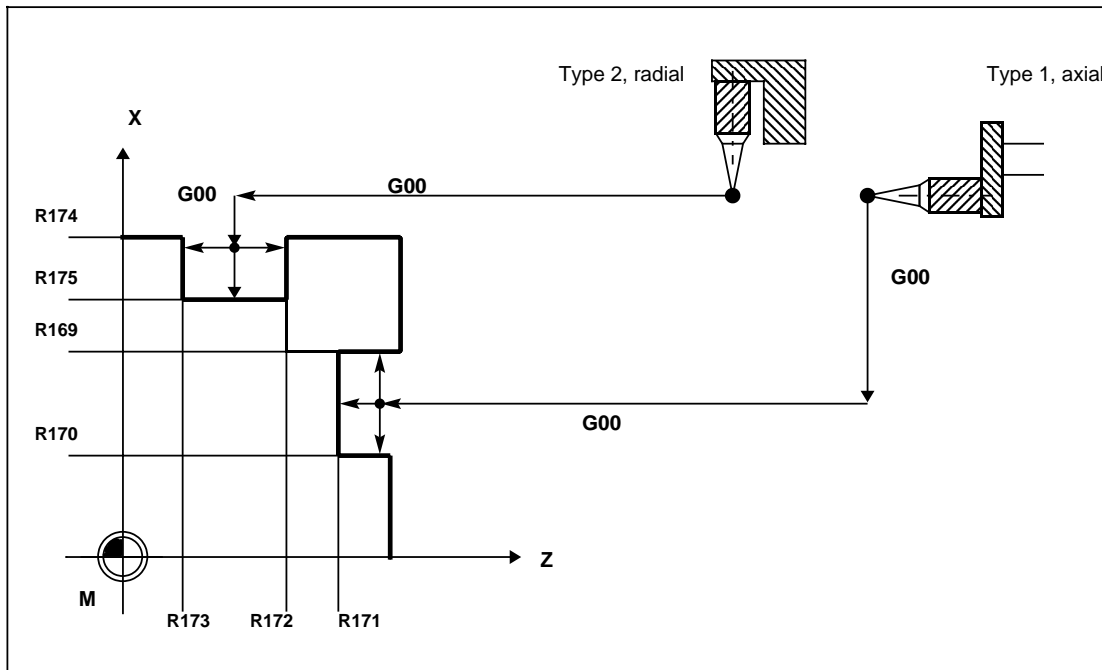 Type 2, radial
Type 1, axial
X
G00
G00
R174
R175
G00
R169
G00
R170
Z
M
R173
R172
R171